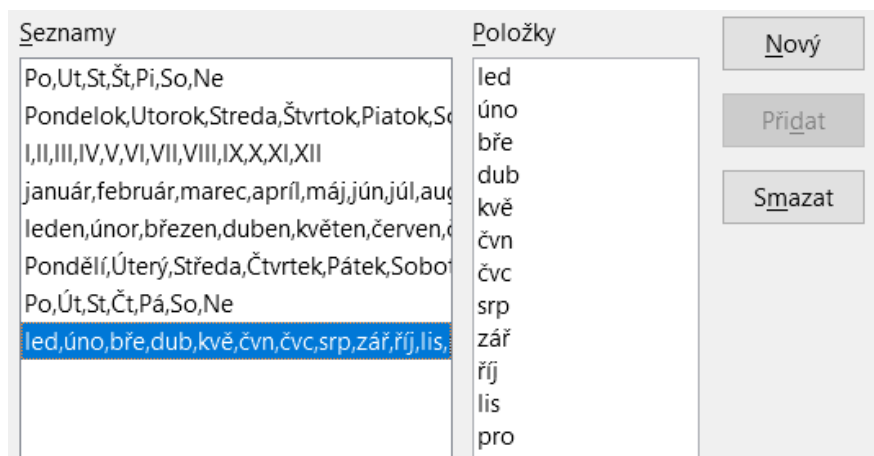 Seznamy
Po,Ut,St,Št,Pi,So,Ne
Pondelok,Utorok,Streda,Štvrtok,Piatok,So
I,II,III,IV,V,VI,VII,VIII,IX,X,XI,XII
január,február,marec,apríl,máj,jún,júl,aug
leden,únor,březen,duben,květen,červen,č
Pondělí,Úterý,Středa,Čtvrtek,Pátek,Sobot
Po,Út,St,Čt,Pá,So,Ne
led,úno,bře,dub,kvě,čvn,čvc,srp,zář,říj,lis,
Položky
led
úno
bře
dub
kvě
čvn
čvc
srp
zář
říj
lis
pro
Nový
Přidat
Smazat